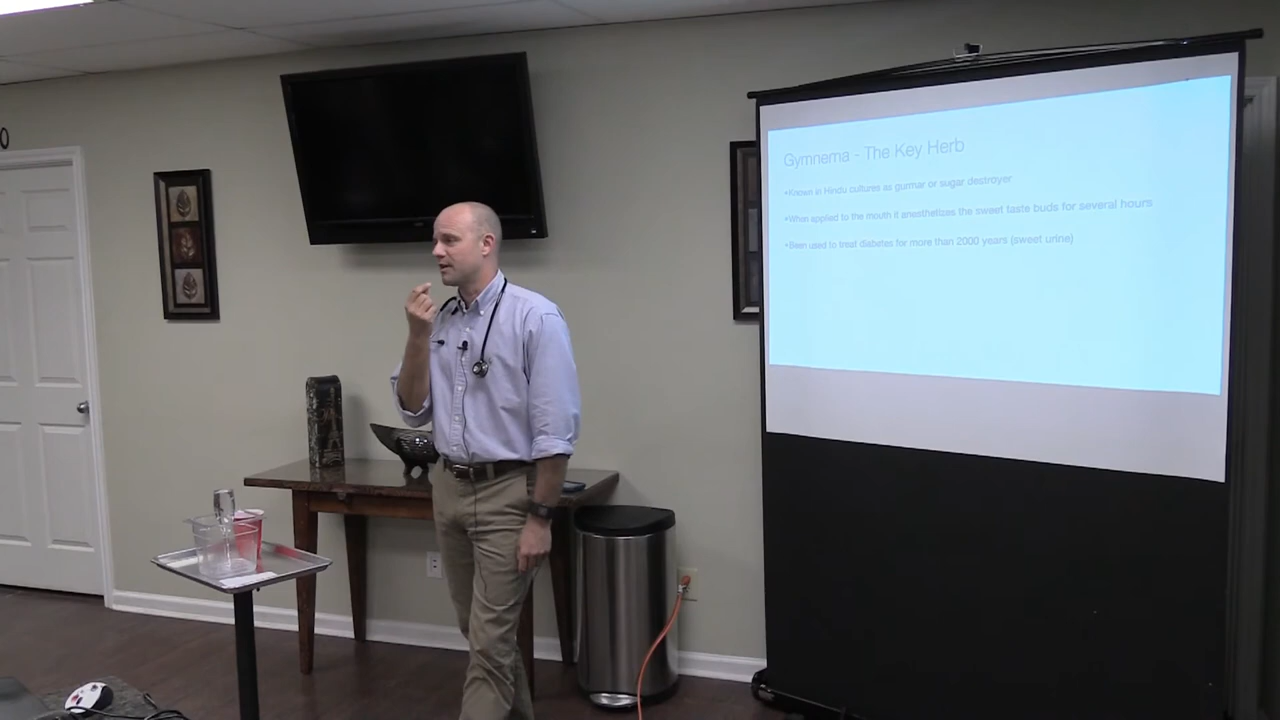 Gymnema - The Key Herb
•Known in Hindu cultures as gurmar or sugar destroyer
•When applied to the mouth it anesthetizes the sweet taste buds for several hours
•Been used to treat diabetes for more than 2000 years (sweet urine)